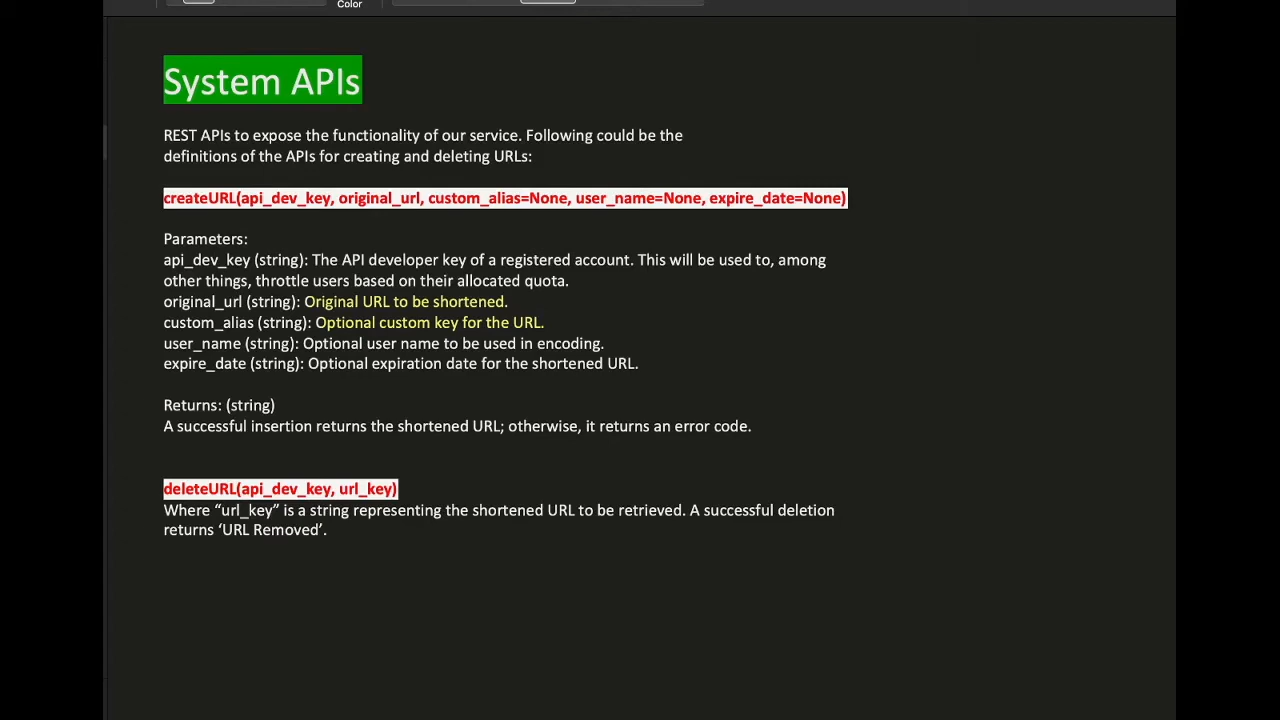 Color
System APIs
REST APIs to expose the functionality of our service. Following could be the
definitions of the APIs for creating and deleting URLs:
createURL(api_dev_key, original_url, custom_alias=None, user_name=None, expire_date=None)
Parameters:
api_dev_key (string): The API developer key of a registered account. This will be used to, among
other things, throttle users based on their allocated quota.
original_url (string): Original URL to be shortened.
custom_alias (string): Optional custom key for the URL.
user_name (string): Optional user name to be used in encoding.
expire_date (string): Optional expiration date for the shortened URL.
Returns: (string)
A successful insertion returns the shortened URL; otherwise, it returns an error code.
deleteURL(api_dev_key, url_key)
Where “url_key” is a string representing the shortened URL to be retrieved. A successful deletion
returns ‘URL Removed’.